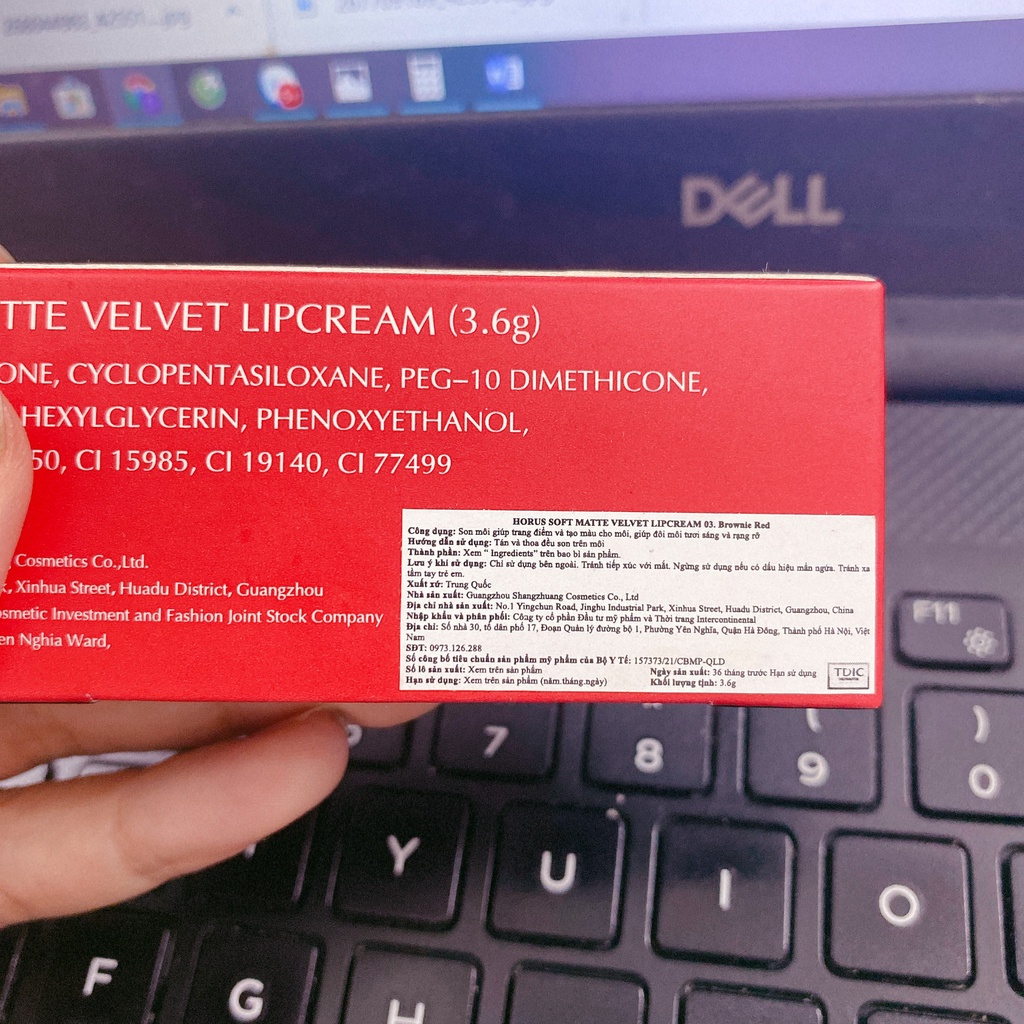 DELL
TTE VELVET LIPCREAM (3.6g)
ONE, CYCLOPENTASILOXANE, PEG–10 DIMETHICONE,
HEXYLGLYCERIN, PHENOXYETHANOL,
50, CI 15985, CI 19140, CI 77499
Cosmetics Co.,Ltd.
Xinhua Street, Huadu District, Guangzhou
osmetic Investment and Fashion Joint Stock Company
en Nghia Ward,
HORUS SOFT MATTE VELVET LIPCREAM 03. Brownie Red
Công dụng: Son môi giúp trang điểm và tạo màu cho môi, giúp đôi môi tươi sáng và rạng rỡ
Hướng dẫn sử dụng: Tán và thoa đều son trên môi
Thành phần: Xem " Ingredients" trên bao bì sản phẩm.
Lưu ý khi sử dụng: Chỉ sử dụng bên ngoài. Tránh tiếp xúc với mắt. Ngừng sử dụng nếu có dấu hiệu mẩn ngứa. Tránh xa
tầm tay trẻ em.
Xuất xứ: Trung Quốc
Nhà sản xuất: Guangzhou Shangzhuang Cosmetics Co., Ltd
Địa chỉ nhà sản xuất: No.1 Yingchun Road, Jinghu Industrial Park, Xinhua Street, Huadu District, Guangzhou, China
Nhập khẩu và phân phối: Công ty cổ phần Đầu tư mỹ phẩm và Thời trang Intercontinental
Địa chỉ: Số nhà 30, tổ dân phố 17, Đoạn Quản lý đường bộ 1, Phường Yên Nghĩa, Quận Hà Đông, Thành phố Hà Nội, Việt
Nam
SĐT: 0973.126.288
Số công bố tiêu chuẩn sản phẩm mỹ phẩm của Bộ Y Tế: 157373/21/CBMP-QLD
Số lô sản xuất: Xem trên sản phẩm
Ngày sản xuất: 36 tháng trước Hạn sử dụng
Hạn sử dụng: Xem trên sản phẩm (năm.tháng.ngày)
Khối lượng tịnh: 3.6g
TDIC
F11
7 8 ( 9 ) 0
Y U I O
F G H